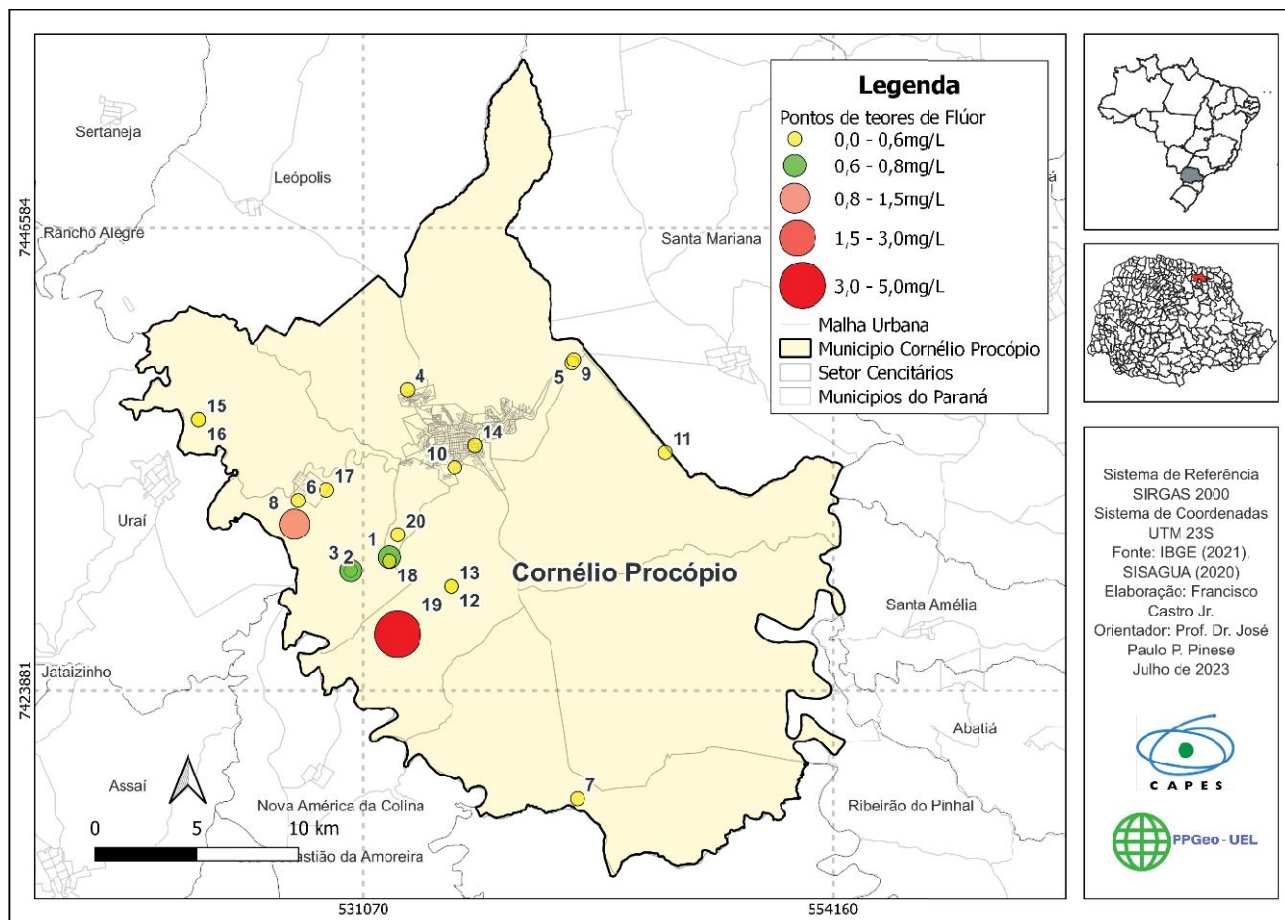 Sertaneja
Leópolis
Rancho Alegre
Santa Mariana
7446584
7423881
Legenda
Pontos de teores de Flúor
0,0 - 0,6mg/L
0,6 - 0,8mg/L
0,8 - 1,5mg/L
1,5 - 3,0mg/L
3,0 - 5,0mg/L
Malha Urbana
Municipio Cornélio Procópio
Setor Cencitários
Municipios do Paraná
4
5
9
15
16
14
10
11
17
6
8
20
1
3
2
18
13
12
19
7
Cornélio Procópio
Uraí
Santa Amélia
Jataizinho
Abatiá
Assaí
Nova América da Colina
Ribeirão do Pinhal
0 5 10 km
astião da Amoreira
531070
554160
Sistema de Referência
SIRGAS 2000
Sistema de Coordenadas
UTM 23S
Fonte: IBGE (2021).
SISAGUA (2020)
Elaboração: Francisco
Castro Jr.
Orientador: Prof. Dr. José
Paulo P. Pinese
Julho de 2023
CAPES
PPGeo - UEL